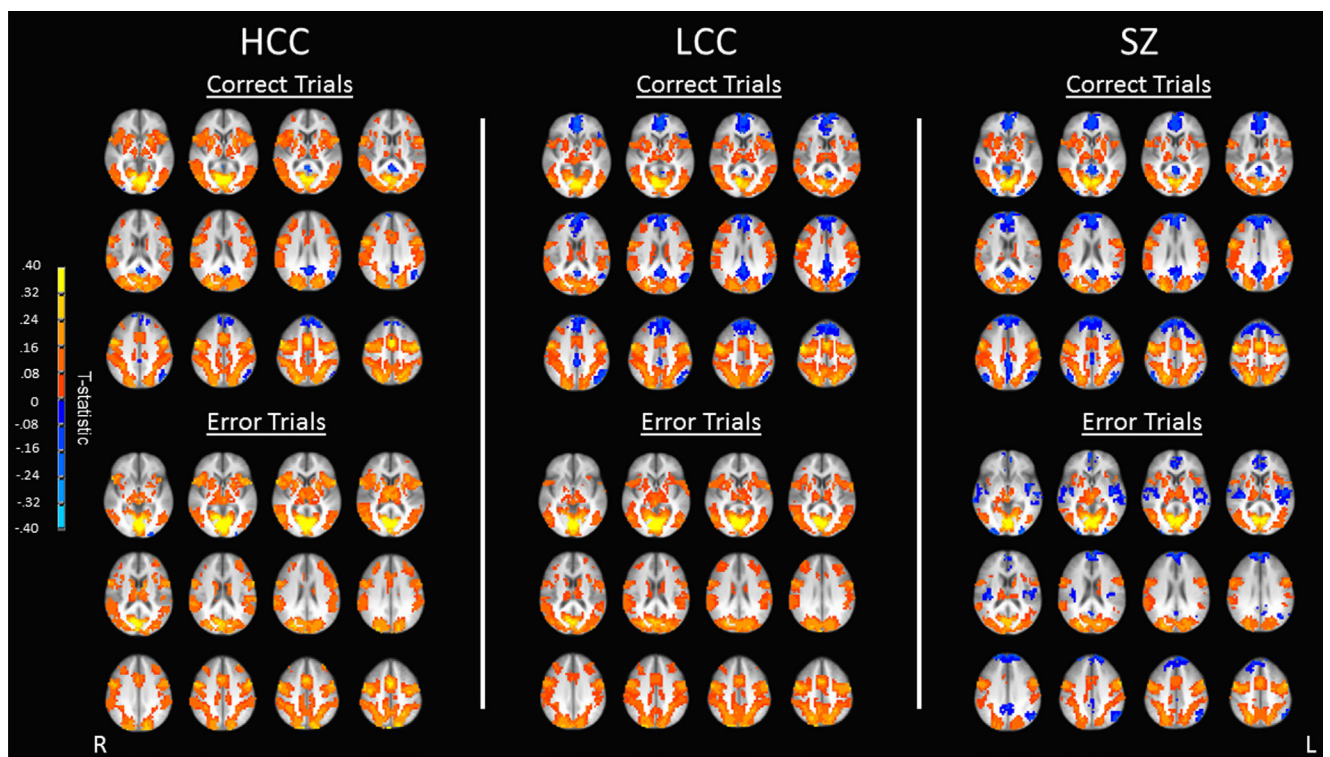 HCC LCC SZ
Correct Trials Correct Trials Correct Trials
.40
.32
.24
.16
.08
0
-.08
-.16
-.24
-.32
-.40
T-statistic
Error Trials Error Trials Error Trials
R L